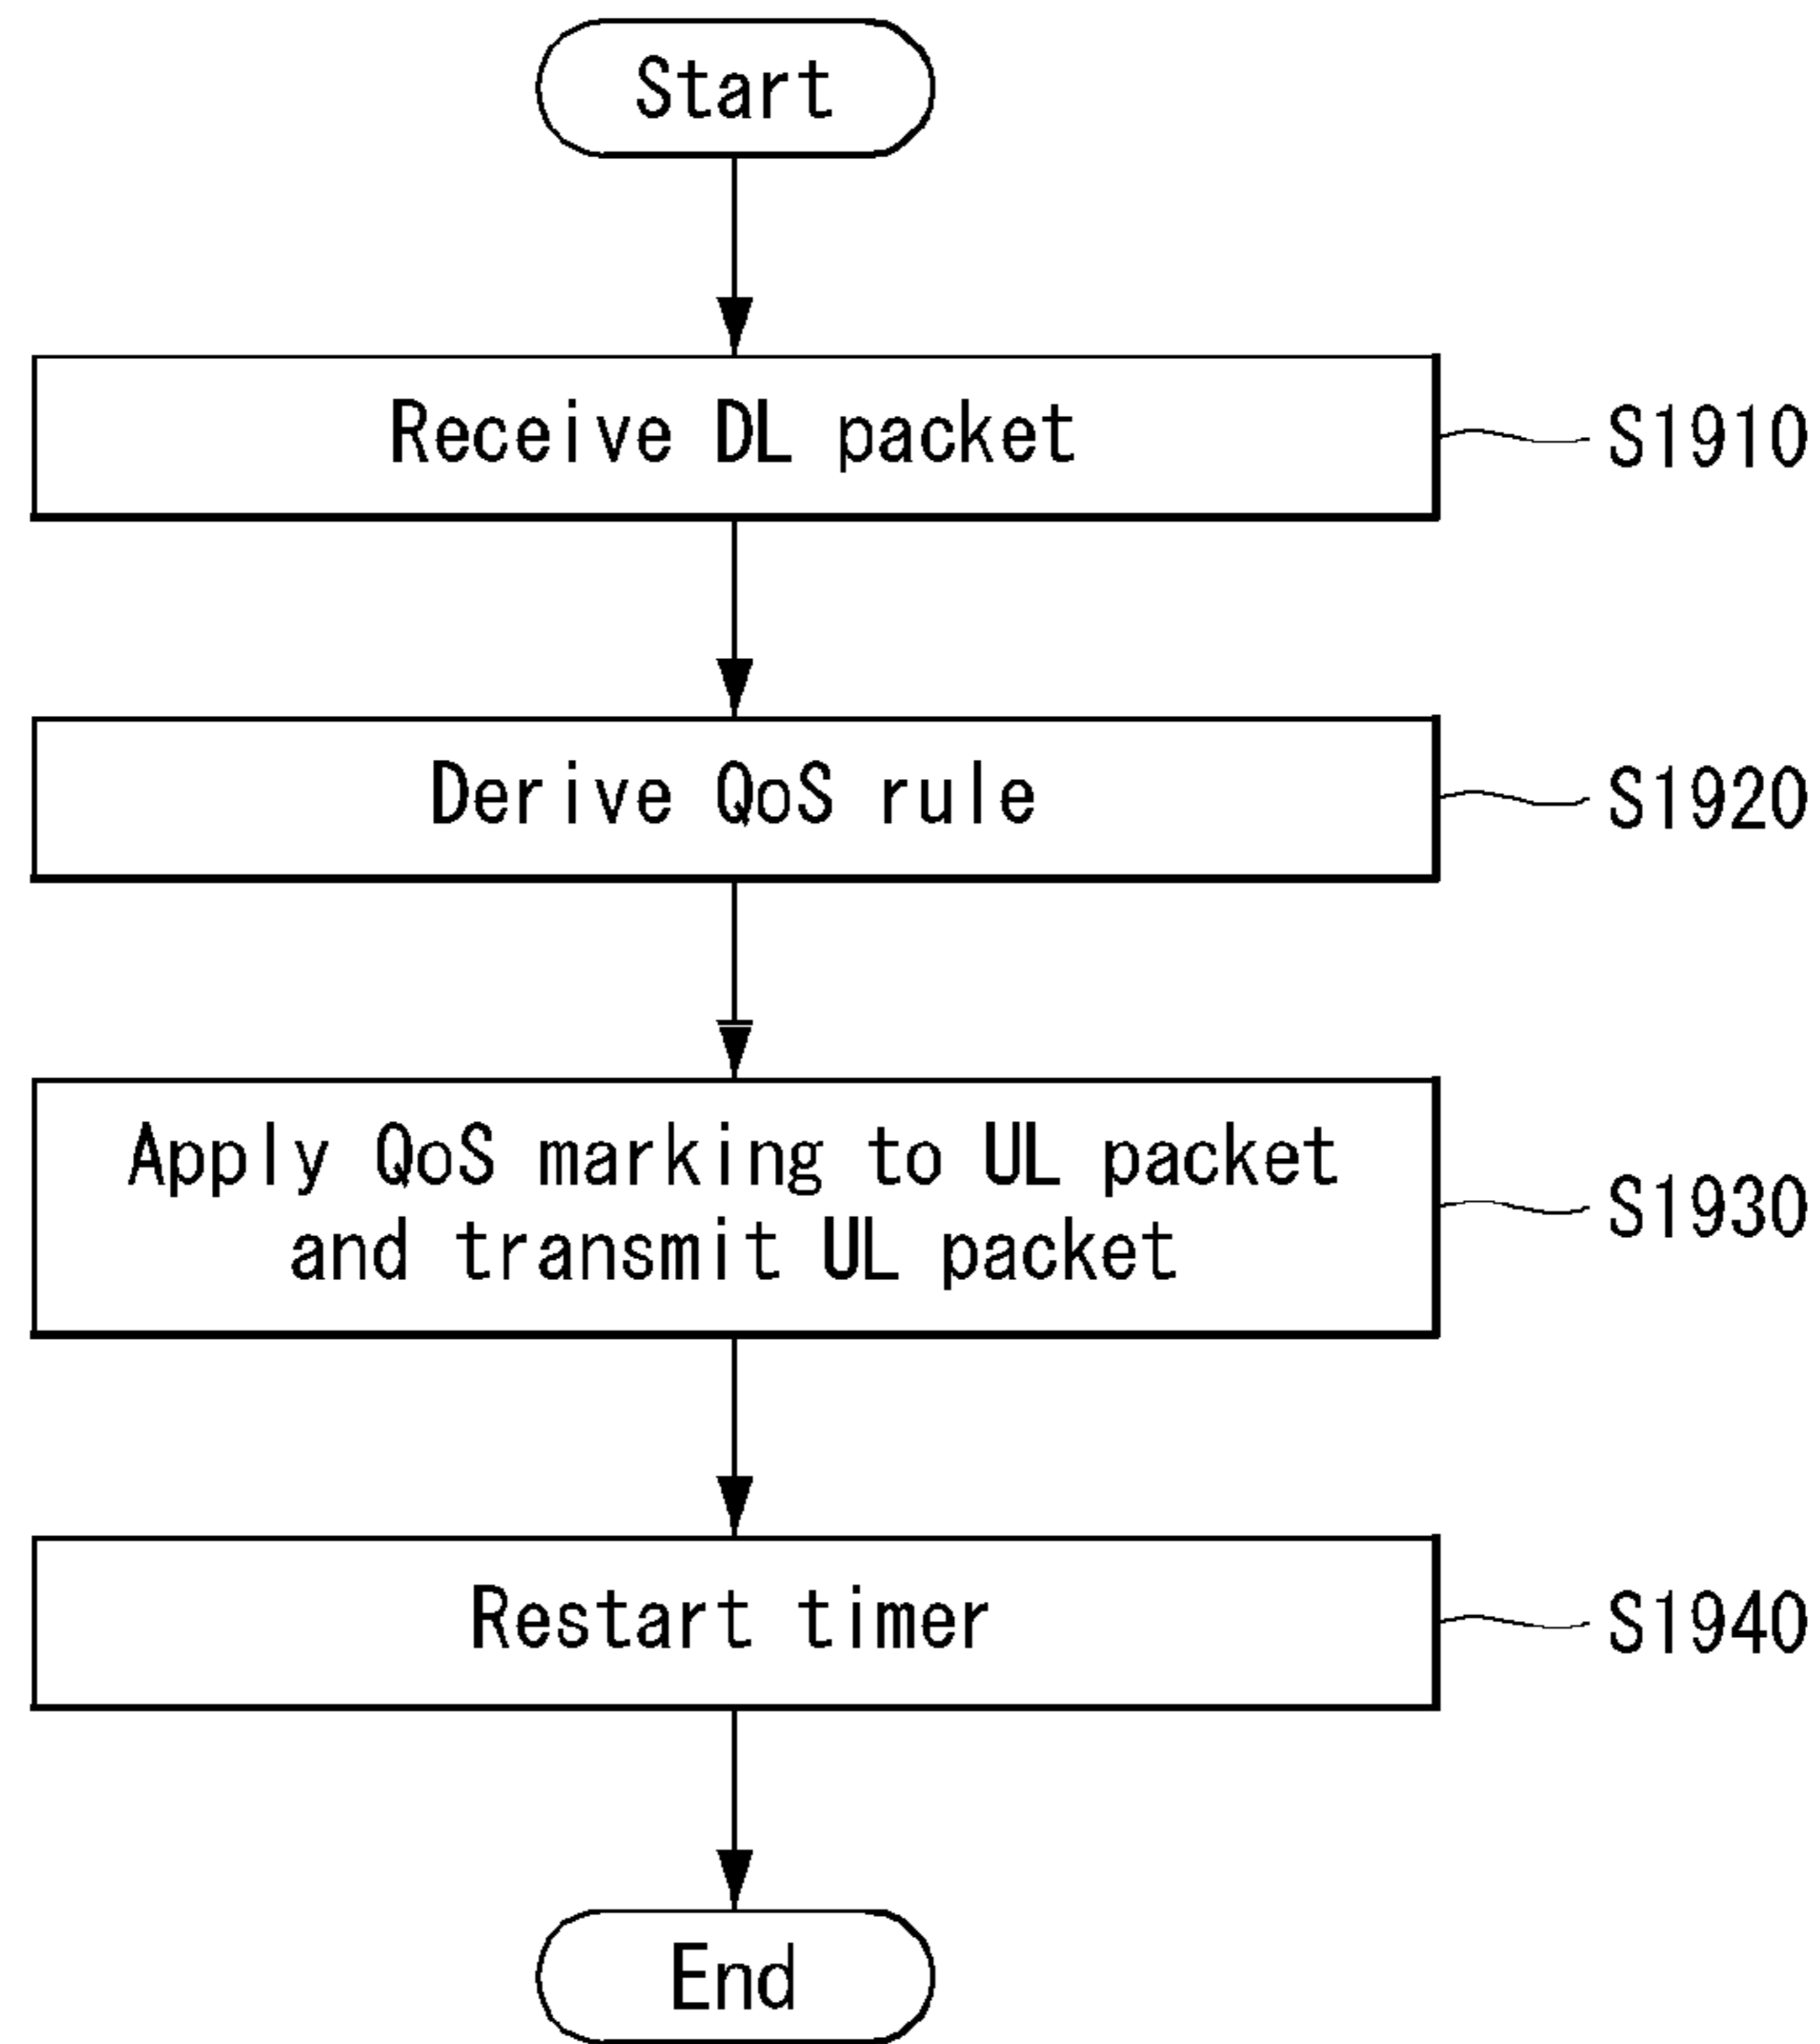 Start
Receive DL packet
S1910
Derive QoS rule
S1920
Apply QoS marking to UL packet
and transmit UL packet
S1930
Restart timer
S1940
End